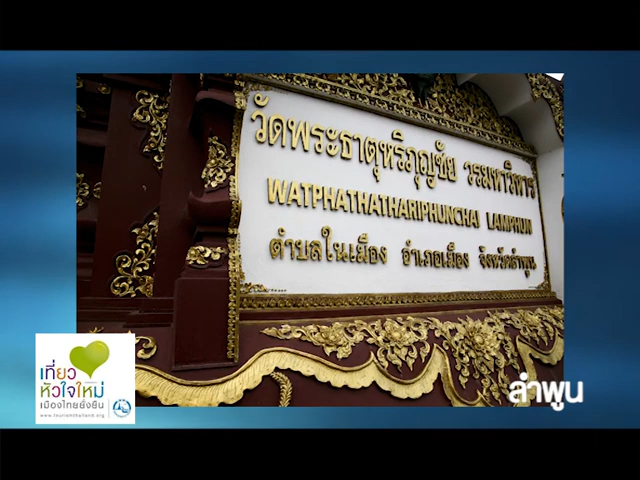 วัดพระธาตุหริภุญชัย วรมหาวิหาร
WATPHATHATHARIPHUNCHAI LAMPHUN
ตำบลในเมือง อำเภอเมือง จังหวัดลำพูน
เที่ยว
หัวใจใหม่
เมืองไทยยั่งยืน
www.tourismthailand.org
ลำพูน